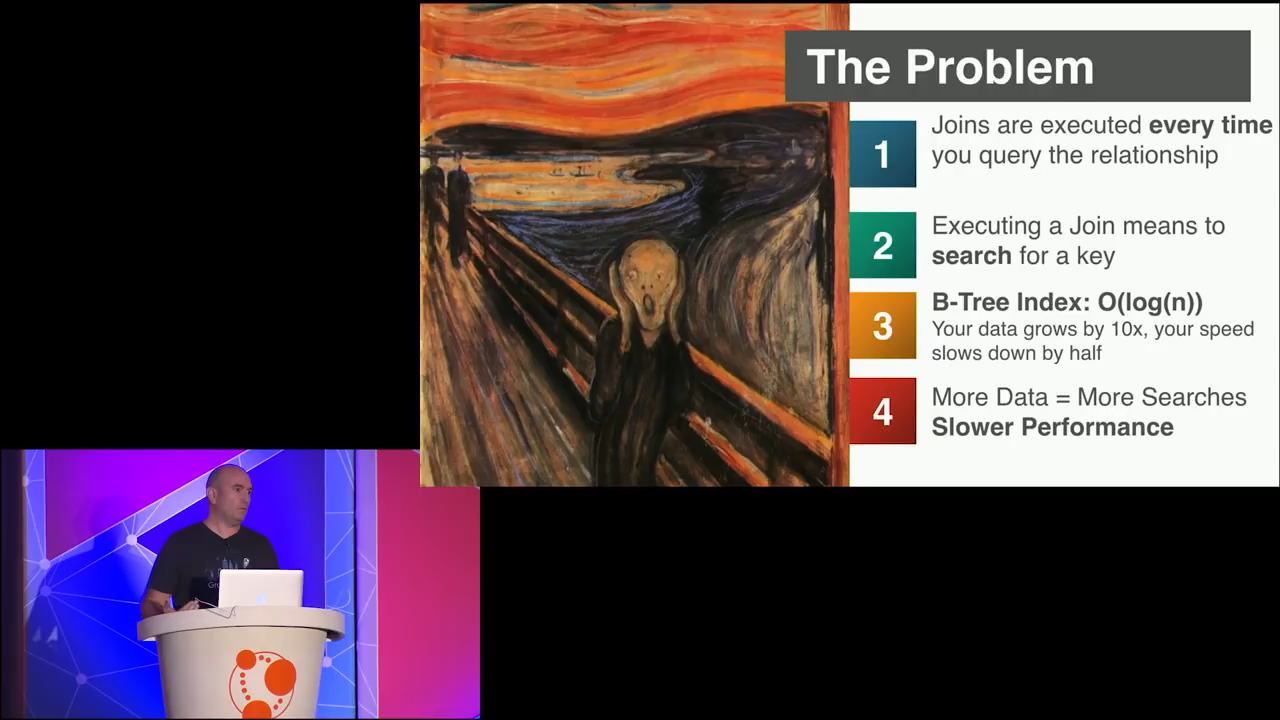 The Problem
1
Joins are executed every time
you query the relationship
2
Executing a Join means to
search for a key
3
B-Tree Index: O(log(n))
Your data grows by 10x, your speed
slows down by half
4
More Data = More Searches
Slower Performance